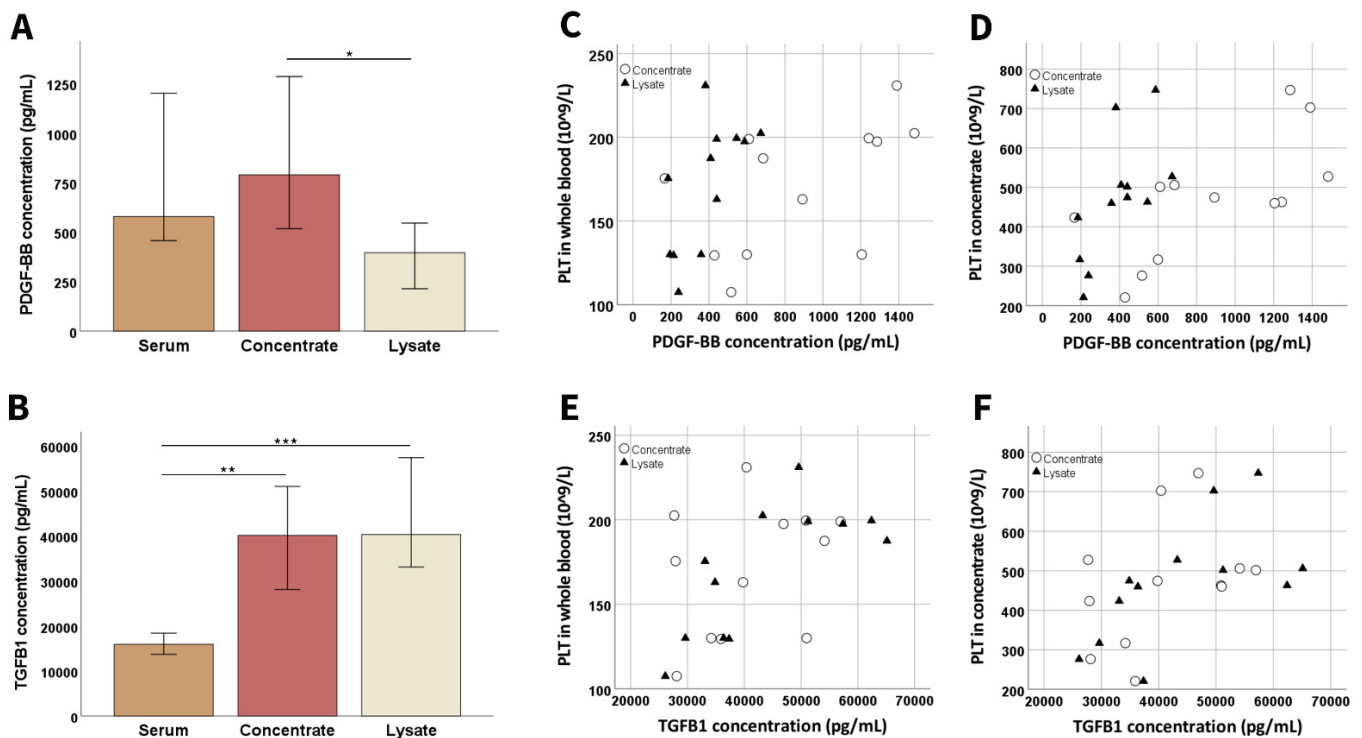 A
PDGF-BB concentration (pg/mL)
1250
1000
750
500
250
0
*
Serum Concentrate Lysate
B
TGFB1 concentration (pg/mL)
60000
50000
40000
30000
20000
10000
0
***
**
Serum Concentrate Lysate
C
PLT in whole blood (10^9/L)
250
200
150
100
Concentrate
Lysate
0 200 400 600 800 1000 1200 1400
PDGF-BB concentration (pg/mL)
D
PLT in concentrate (10^9/L)
800
700
600
500
400
300
200
Concentrate
Lysate
0 200 400 600 800 1000 1200 1400
PDGF-BB concentration (pg/mL)
E
PLT in whole blood (10^9/L)
250
200
150
100
Concentrate
Lysate
20000 30000 40000 50000 60000 70000
TGFB1 concentration (pg/mL)
F
PLT in concentrate (10^9/L)
800
700
600
500
400
300
200
Concentrate
Lysate
20000 30000 40000 50000 60000 70000
TGFB1 concentration (pg/mL)